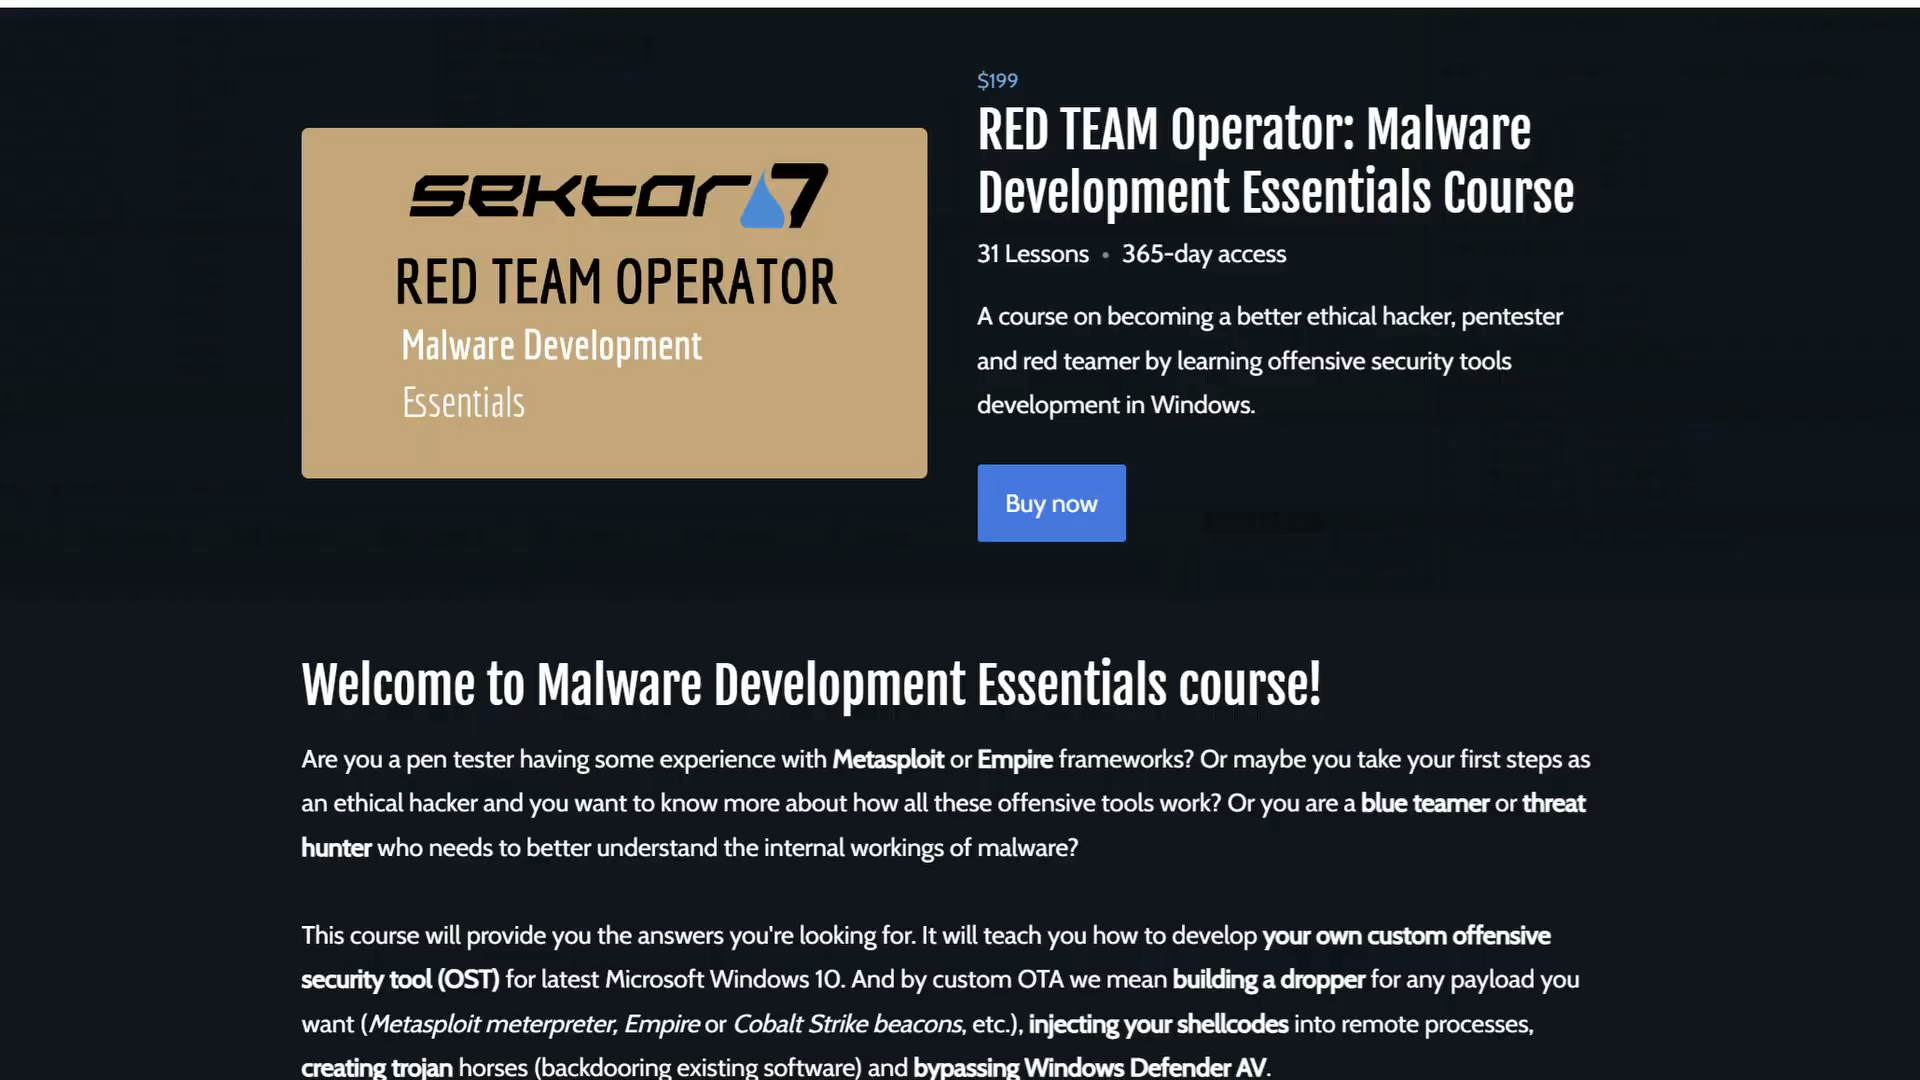 $199
RED TEAM Operator: Malware
Development Essentials Course
31 Lessons • 365-day access
A course on becoming a better ethical hacker, pentester
and red teamer by learning offensive security tools
development in Windows.
Buy now
sektor7
RED TEAM OPERATOR
Malware Development
Essentials
Welcome to Malware Development Essentials course!
Are you a pen tester having some experience with Metasploit or Empire frameworks? Or maybe you take your first steps as
an ethical hacker and you want to know more about how all these offensive tools work? Or you are a blue teamer or threat
hunter who needs to better understand the internal workings of malware?
This course will provide you the answers you're looking for. It will teach you how to develop your own custom offensive
security tool (OST) for latest Microsoft Windows 10. And by custom OTA we mean building a dropper for any payload you
want (Metasploit meterpreter, Empire or Cobalt Strike beacons, etc.), injecting your shellcodes into remote processes,
creating trojan horses (backdooring existing software) and bypassing Windows Defender AV.